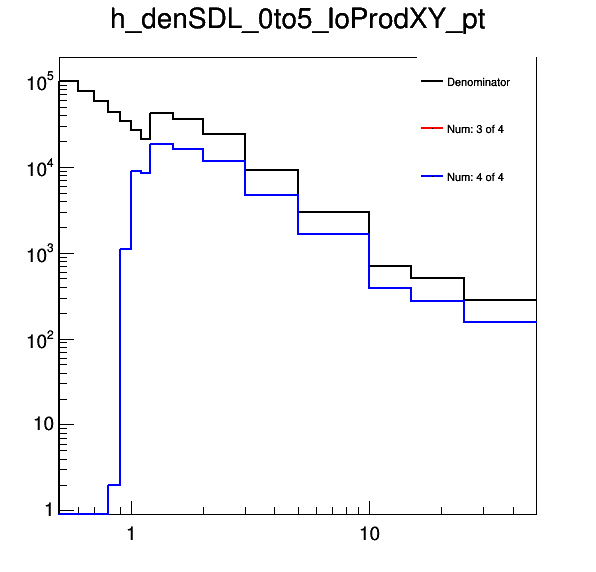 h_denSDL_0to5_loProdXY_pt
10^5
Denominator
Num: 3 of 4
10^4
Num: 4 of 4
10^3
10^2
10
1
1 10